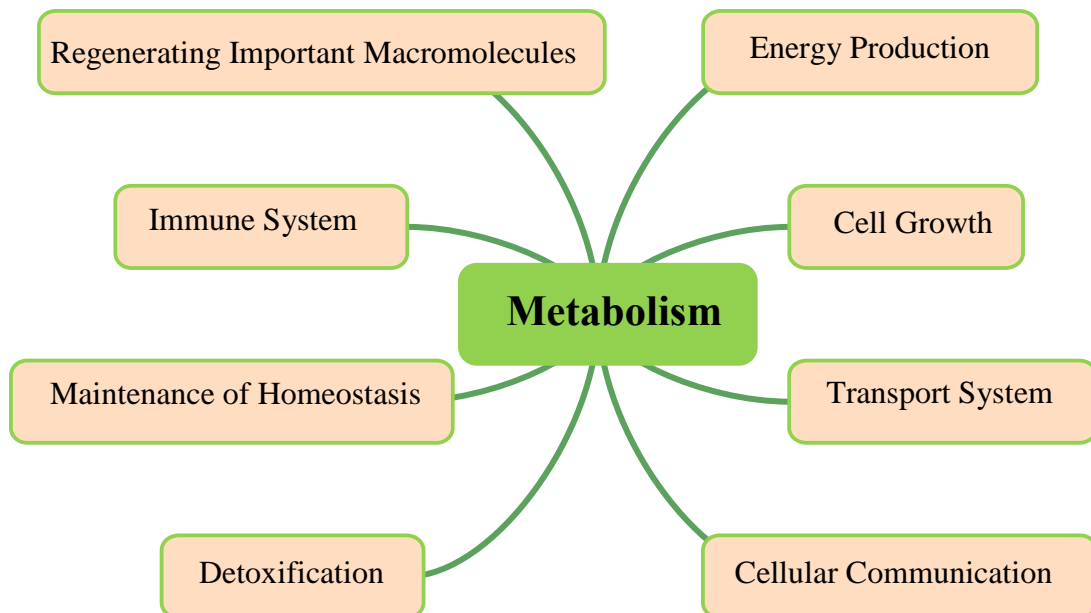 Regenerating Important Macromolecules
Energy Production
Immune System
Cell Growth
Metabolism
Maintenance of Homeostasis
Transport System
Detoxification
Cellular Communication